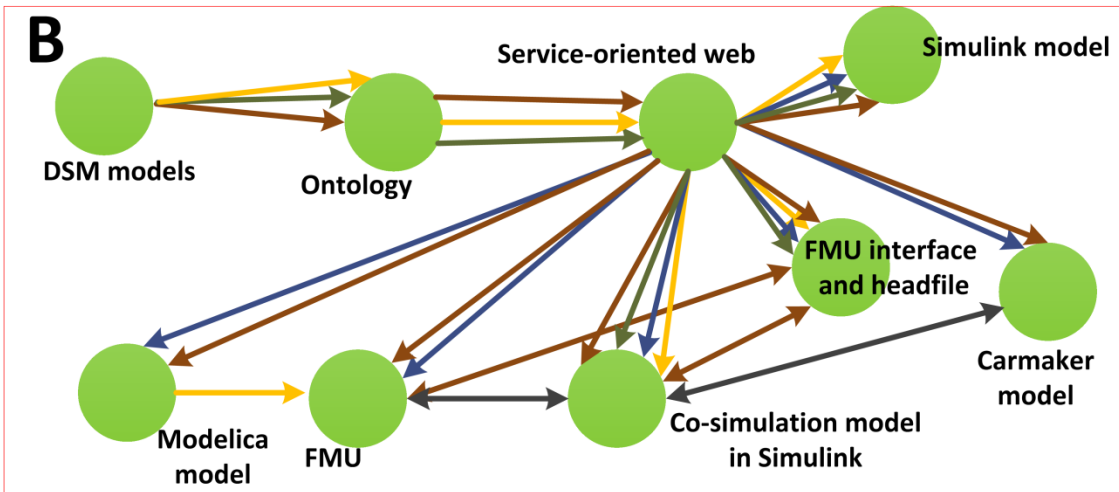 B
Service-oriented web
Simulink model
DSM models
Ontology
FMU interface
and headfile
Carmaker
model
Modelica
model
FMU
Co-simulation model
in Simulink